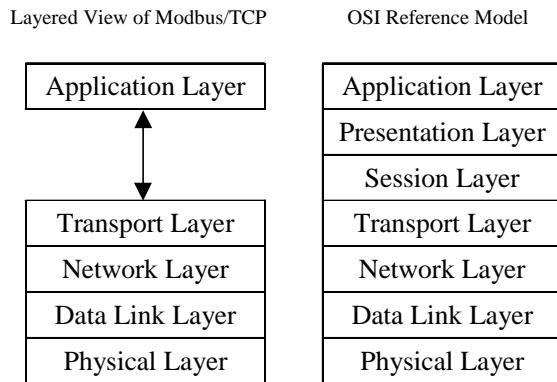 Layered View of Modbus/TCP
Application Layer
Transport Layer
Network Layer
Data Link Layer
Physical Layer
OSI Reference Model
Application Layer
Presentation Layer
Session Layer
Transport Layer
Network Layer
Data Link Layer
Physical Layer